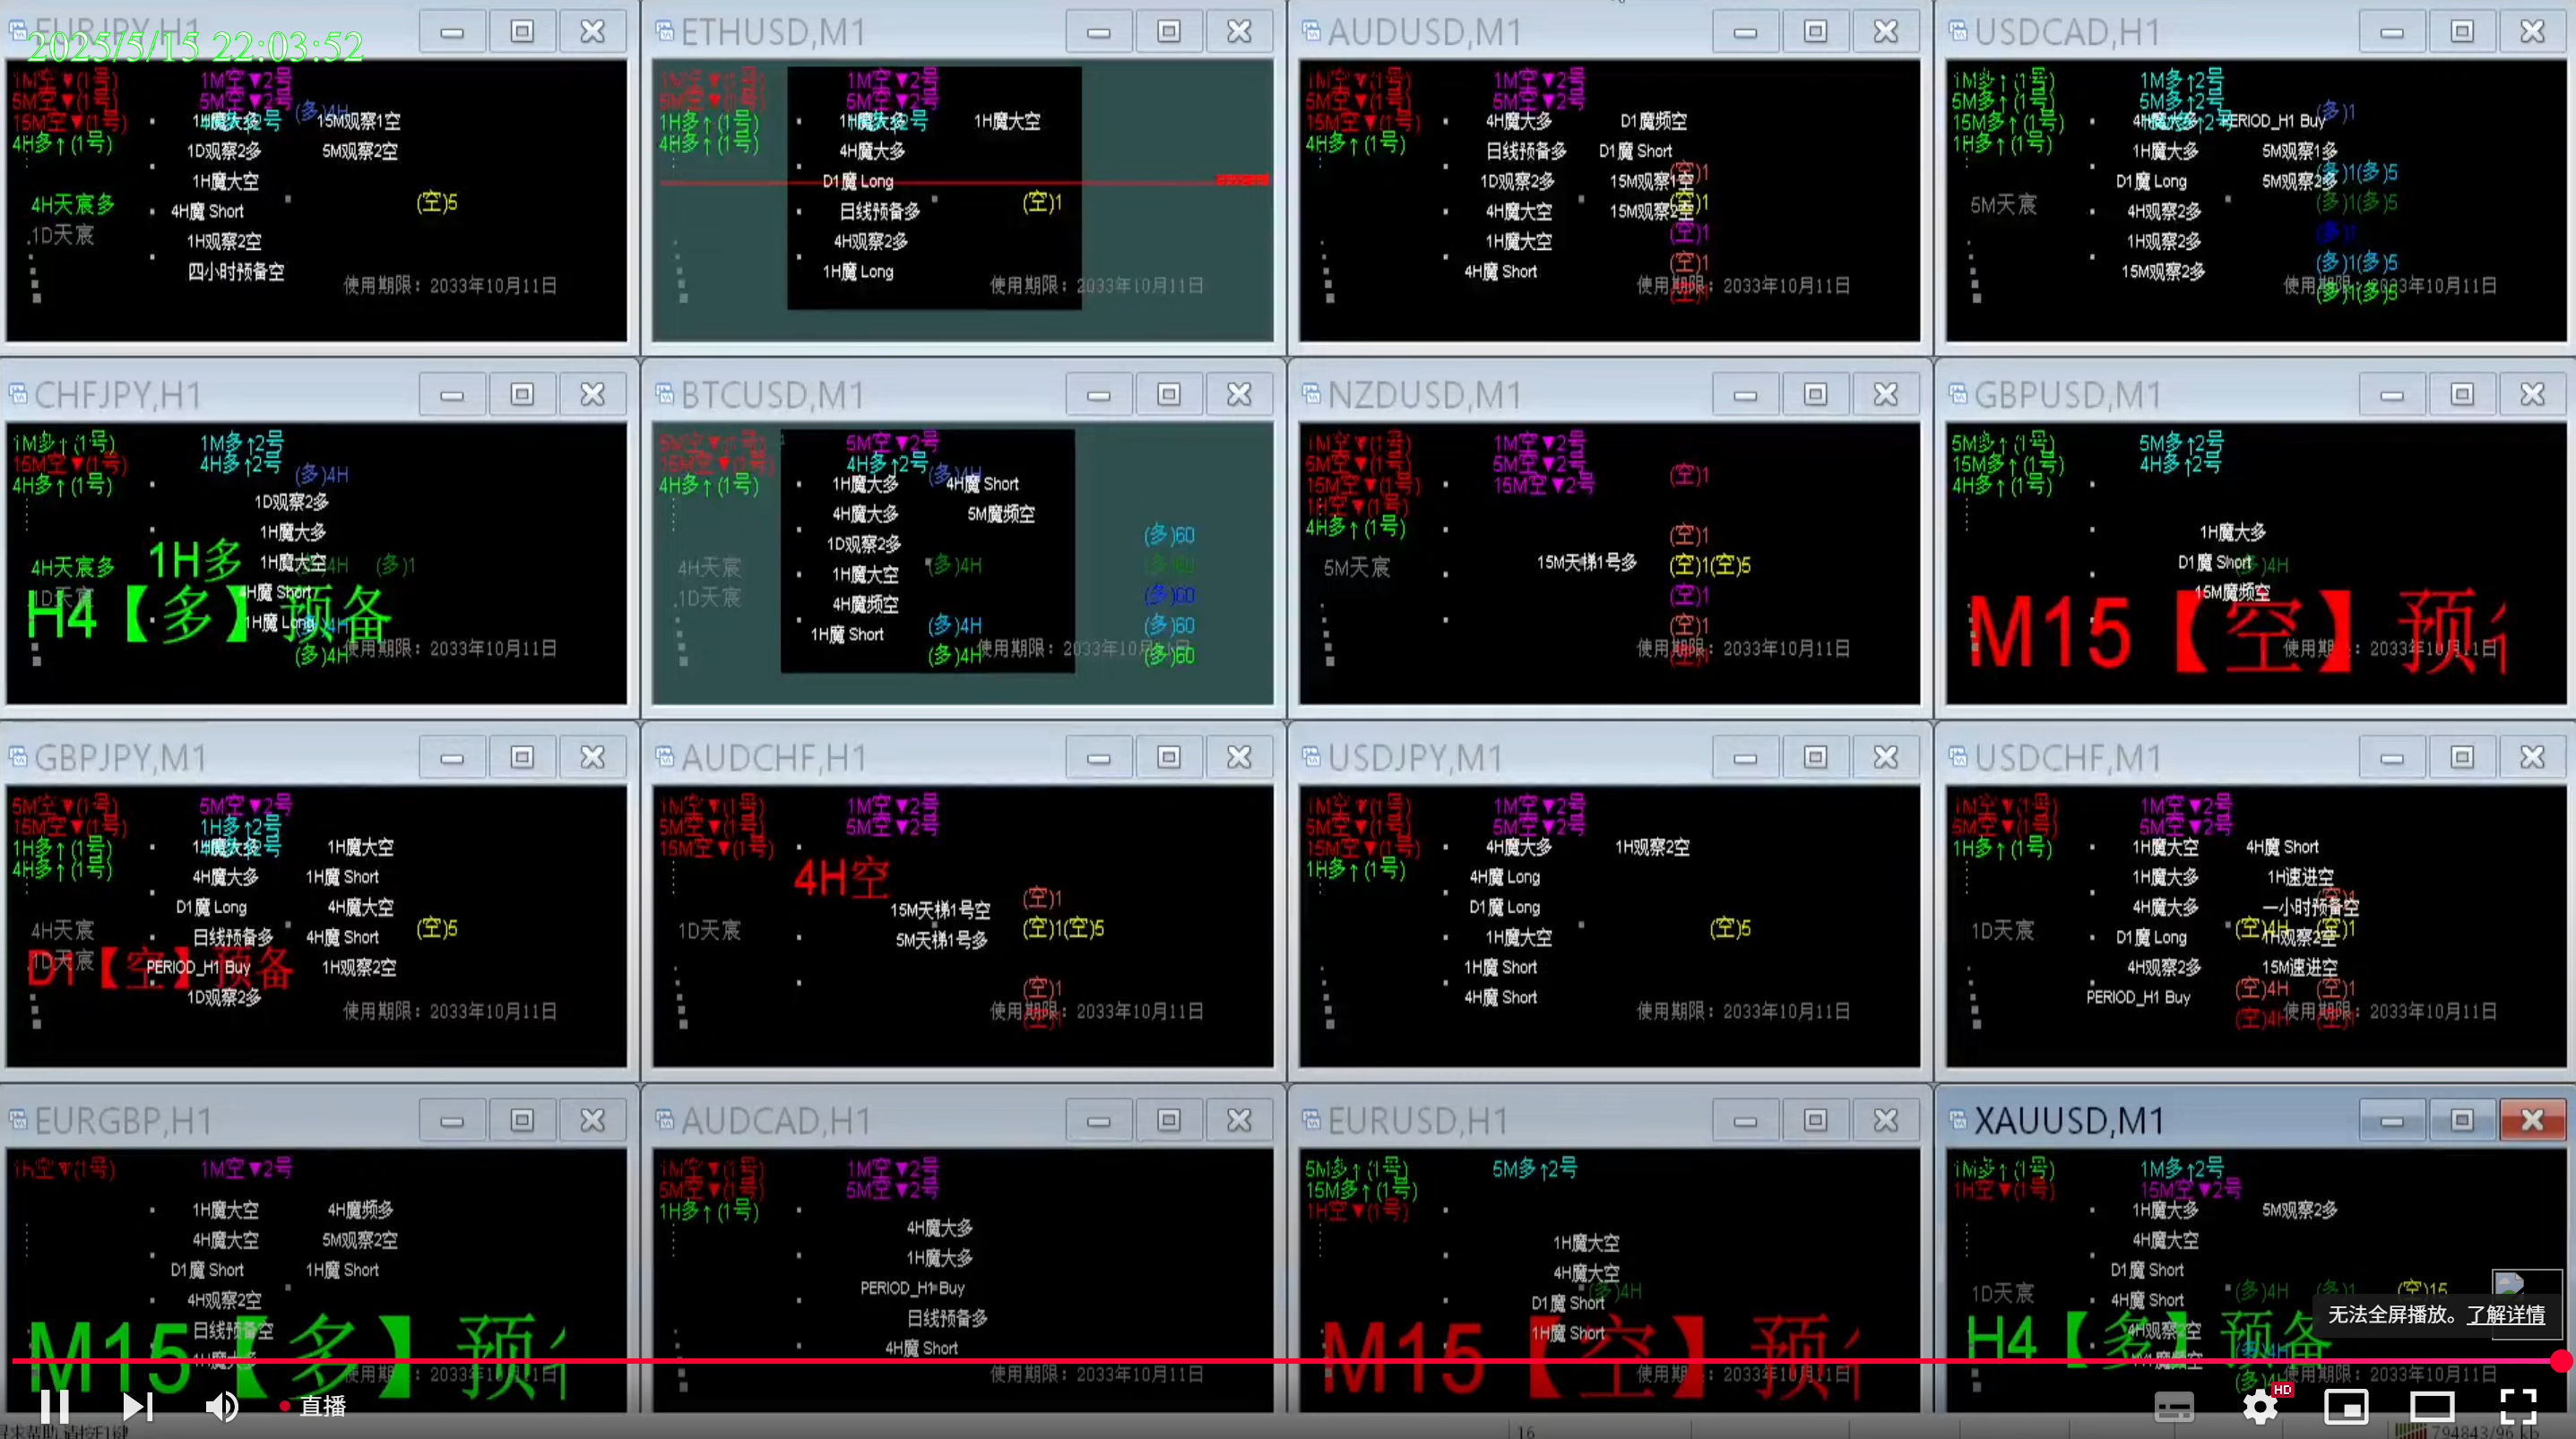 2025/5/15 22:03:52
EURJPY,H1
1M空▼(1号)
1M空▼2号
5M空▼(1号)
5M空▼2号
15M空▼(1号)
(多)4H
15M观察1空
4H多↑(1号)
1D观察2多
5M观察2空
1H魔大空
4H天宸多
4H魔 Short
(空)5
1D天宸
1H观察2空
四小时预备空
使用期限：2033年10月11日
ETHUSD,M1
1M空▼(1号)
1M空▼2号
5M空▼(1号)
5M空▼2号
1H多↑(1号)
1H魔大空
4H多↑(1号)
4H魔大多
D1魔 Long
日线预备多
(空)1
4H观察2多
1H魔 Long
使用期限：2033年10月11日
AUDUSD,M1
1M空▼(1号)
1M空▼2号
5M空▼(1号)
5M空▼2号
15M空▼(1号)
4H魔大多
D1魔频空
4H多↑(1号)
日线预备多
D1魔 Short
(空)1
1D观察2多
15M观察1空
4H魔大空
15M观察2空
(空)1
1H魔大空
(空)1
4H魔 Short
(空)1
使用期限：2033年10月11日
(空)1
USDCAD,H1
1M多↑(1号)
1M多↑2号
5M多↑(1号)
5M多↑2号
(多)1
15M多↑(1号)
4H魔大多
PERIOD_H1 Buy
1H多↑(1号)
1H魔大多
5M观察1多
(多)1(多)5
D1魔 Long
5M观察2多
5M天宸
4H观察2多
(多)1(多)5
1H观察2多
(多)1
15M观察2多
(多)1(多)5
使用期限：2033年10月11日
(多)1(多)5
CHFJPY,H1
1M多↑(1号)
1M多↑2号
15M空▼(1号)
4H多↑2号
(多)4H
4H多↑(1号)
1D观察2多
1H魔大多
1H多
1H魔大空
4H天宸多
(多)1
1D天宸
4H魔 Short
H4【多】预备
1H魔 Long
使用期限：2033年10月11日
(多)4H
BTCUSD,M1
5M空▼(1号)
5M空▼2号
15M空▼(1号)
4H多↑2号
(多)4H
4H多↑(1号)
1H魔大多
4H魔 Short
4H魔大多
5M魔频空
(多)60
1D观察2多
4H天宸
1H魔大空
(多)4H
1D天宸
4H魔频空
(多)60
1H魔 Short
(多)4H
(多)60
使用期限：2033年10月11日
(多)4H
(多)60
NZDUSD,M1
1M空▼(1号)
1M空▼2号
5M空▼(1号)
5M空▼2号
(空)1
15M空▼(1号)
15M空▼2号
1H空▼(1号)
4H多↑(1号)
(空)1
5M天宸
15M天梯1号多
(空)1(空)5
(空)1
(空)1
使用期限：2033年10月11日
(空)1
GBPUSD,M1
5M多↑(1号)
5M多↑2号
15M多↑(1号)
4H多↑2号
4H多↑(1号)
1H魔大多
D1魔 Short
(多)4H
15M魔频空
M15【空】预
使用期限：2033年10月11日
GBPJPY,M1
5M空▼(1号)
5M空▼2号
15M空▼(1号)
1H多↑2号
1H多↑(1号)
1H魔大空
4H多↑(1号)
4H魔大多
1H魔 Short
D1魔 Long
4H魔大空
4H天宸
日线预备多
4H魔 Short
(空)5
1D天宸
D1【空】预备
PERIOD_H1 Buy
1H观察2空
1D观察2多
使用期限：2033年10月11日
AUDCHF,H1
1M空▼(1号)
1M空▼2号
5M空▼(1号)
5M空▼2号
15M空▼(1号)
4H空
15M天梯1号空
(空)1
1D天宸
5M天梯1号多
(空)1(空)5
(空)1
使用期限：2033年10月11日
(空)1
USDJPY,M1
1M空▼(1号)
1M空▼2号
5M空▼(1号)
5M空▼2号
15M空▼(1号)
4H魔大多
1H观察2空
1H多↑(1号)
4H魔 Long
D1魔 Long
1H魔大空
(空)5
1H魔 Short
4H魔 Short
使用期限：2033年10月11日
USDCHF,M1
1M空▼(1号)
1M空▼2号
5M空▼(1号)
5M空▼2号
1H多↑(1号)
1H魔大空
4H魔 Short
1H魔大多
1H速进空
(空)1
4H魔大多
一小时预备空
1D天宸
D1魔 Long
(空)4H
1H观察2空
(空)1
4H观察2多
15M速进空
PERIOD_H1 Buy
(空)4H
(空)1
使用期限：2033年10月11日
(空)4H
(空)1
EURGBP,H1
1M空▼2号
1H魔大空
4H魔频多
4H魔大空
5M观察2空
D1魔 Short
1H魔 Short
4H观察2空
日线预备空
M15【多】预
使用期限：2033年10月11日
AUDCAD,H1
1M空▼(1号)
1M空▼2号
5M空▼(1号)
5M空▼2号
1H多↑(1号)
4H魔大多
1H魔大多
PERIOD_H1 Buy
日线预备多
4H魔 Short
使用期限：2033年10月11日
EURUSD,H1
5M多↑(1号)
5M多↑2号
15M多↑(1号)
1H空▼(1号)
1H魔大空
4H魔大空
(多)4H
D1魔 Short
1H魔 Short
M15【空】预
使用期限：2033年10月11日
XAUUSD,M1
1M多↑(1号)
1M多↑2号
1H空▼(1号)
15M空▼2号
1H魔大多
5M观察2多
4H魔大空
D1魔 Short
1D天宸
4H魔 Short
(多)4H
(多)1
(空)15
H4【多】预备
4H观察2空
使用期限：2033年10月11日
无法全屏播放。了解详情
直播
HD
16
794843/96 kb